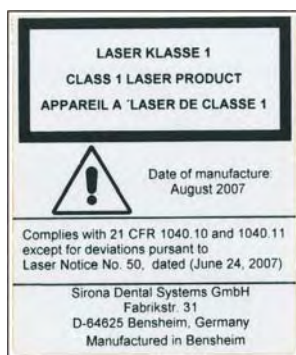 LASER KLASSE 1
CLASS 1 LASER PRODUCT
APPAREIL A ´LASER DE CLASSE 1
Date of manufacture:
August 2007
Complies with 21 CFR 1040.10 and 1040.11
except for deviations pursuant to
Laser Notice No. 50, dated (June 24, 2007)
Sirona Dental Systems GmbH
Fabrikstr. 31
D-64625 Bensheim, Germany
Manufactured in Bensheim